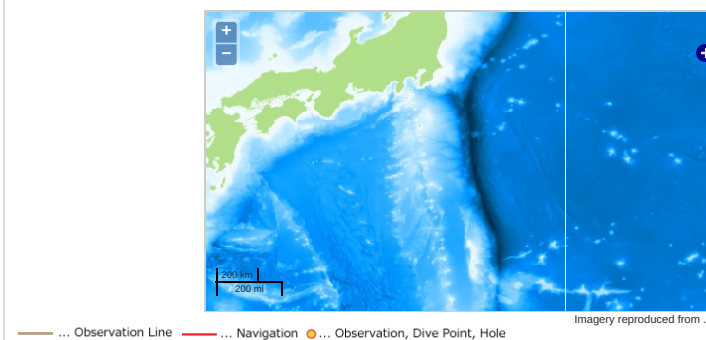 +
−
200 km
200 mi
Imagery reproduced from .
... Observation Line ... Navigation ... Observation, Dive Point, Hole